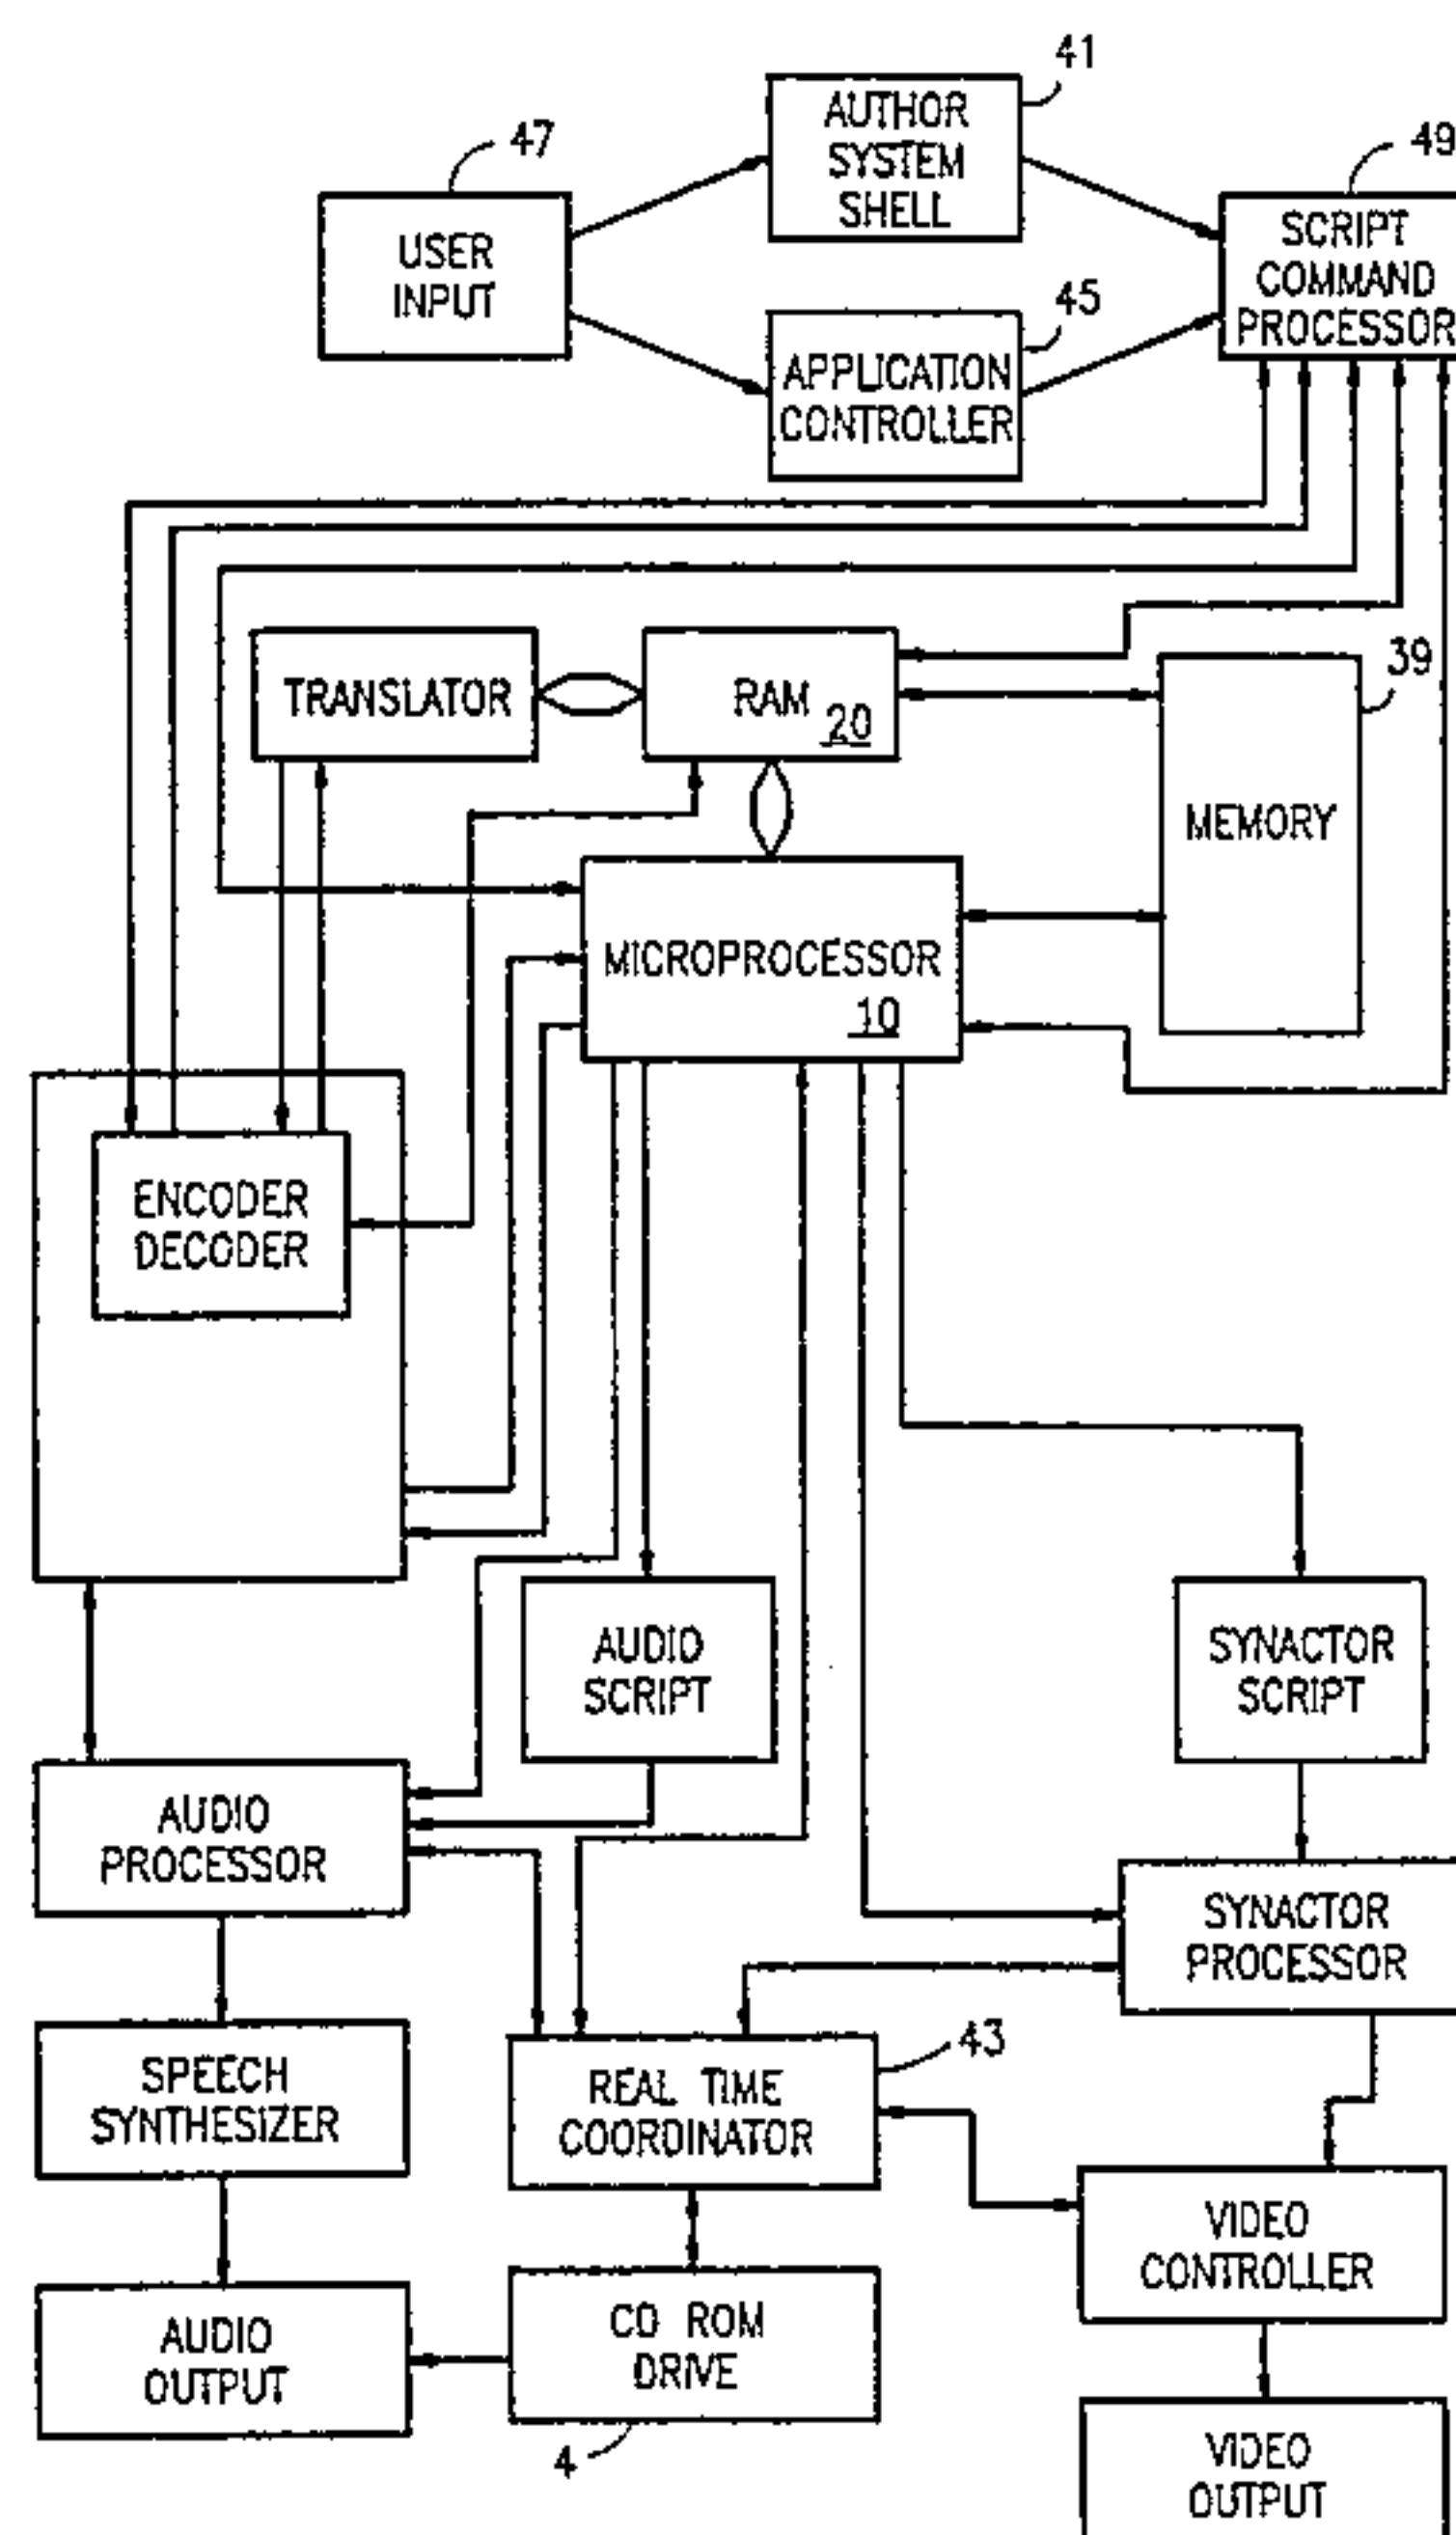 41
AUTHOR
SYSTEM
SHELL
47
USER
INPUT
49
SCRIPT
COMMAND
PROCESSOR
45
APPLICATION
CONTROLLER
TRANSLATOR
RAM
20
39
MEMORY
MICROPROCESSOR
10
ENCODER
DECODER
AUDIO
SCRIPT
SYNACTOR
SCRIPT
AUDIO
PROCESSOR
SYNACTOR
PROCESSOR
SPEECH
SYNTHESIZER
43
REAL TIME
COORDINATOR
VIDEO
CONTROLLER
AUDIO
OUTPUT
CD ROM
DRIVE
4
VIDEO
OUTPUT